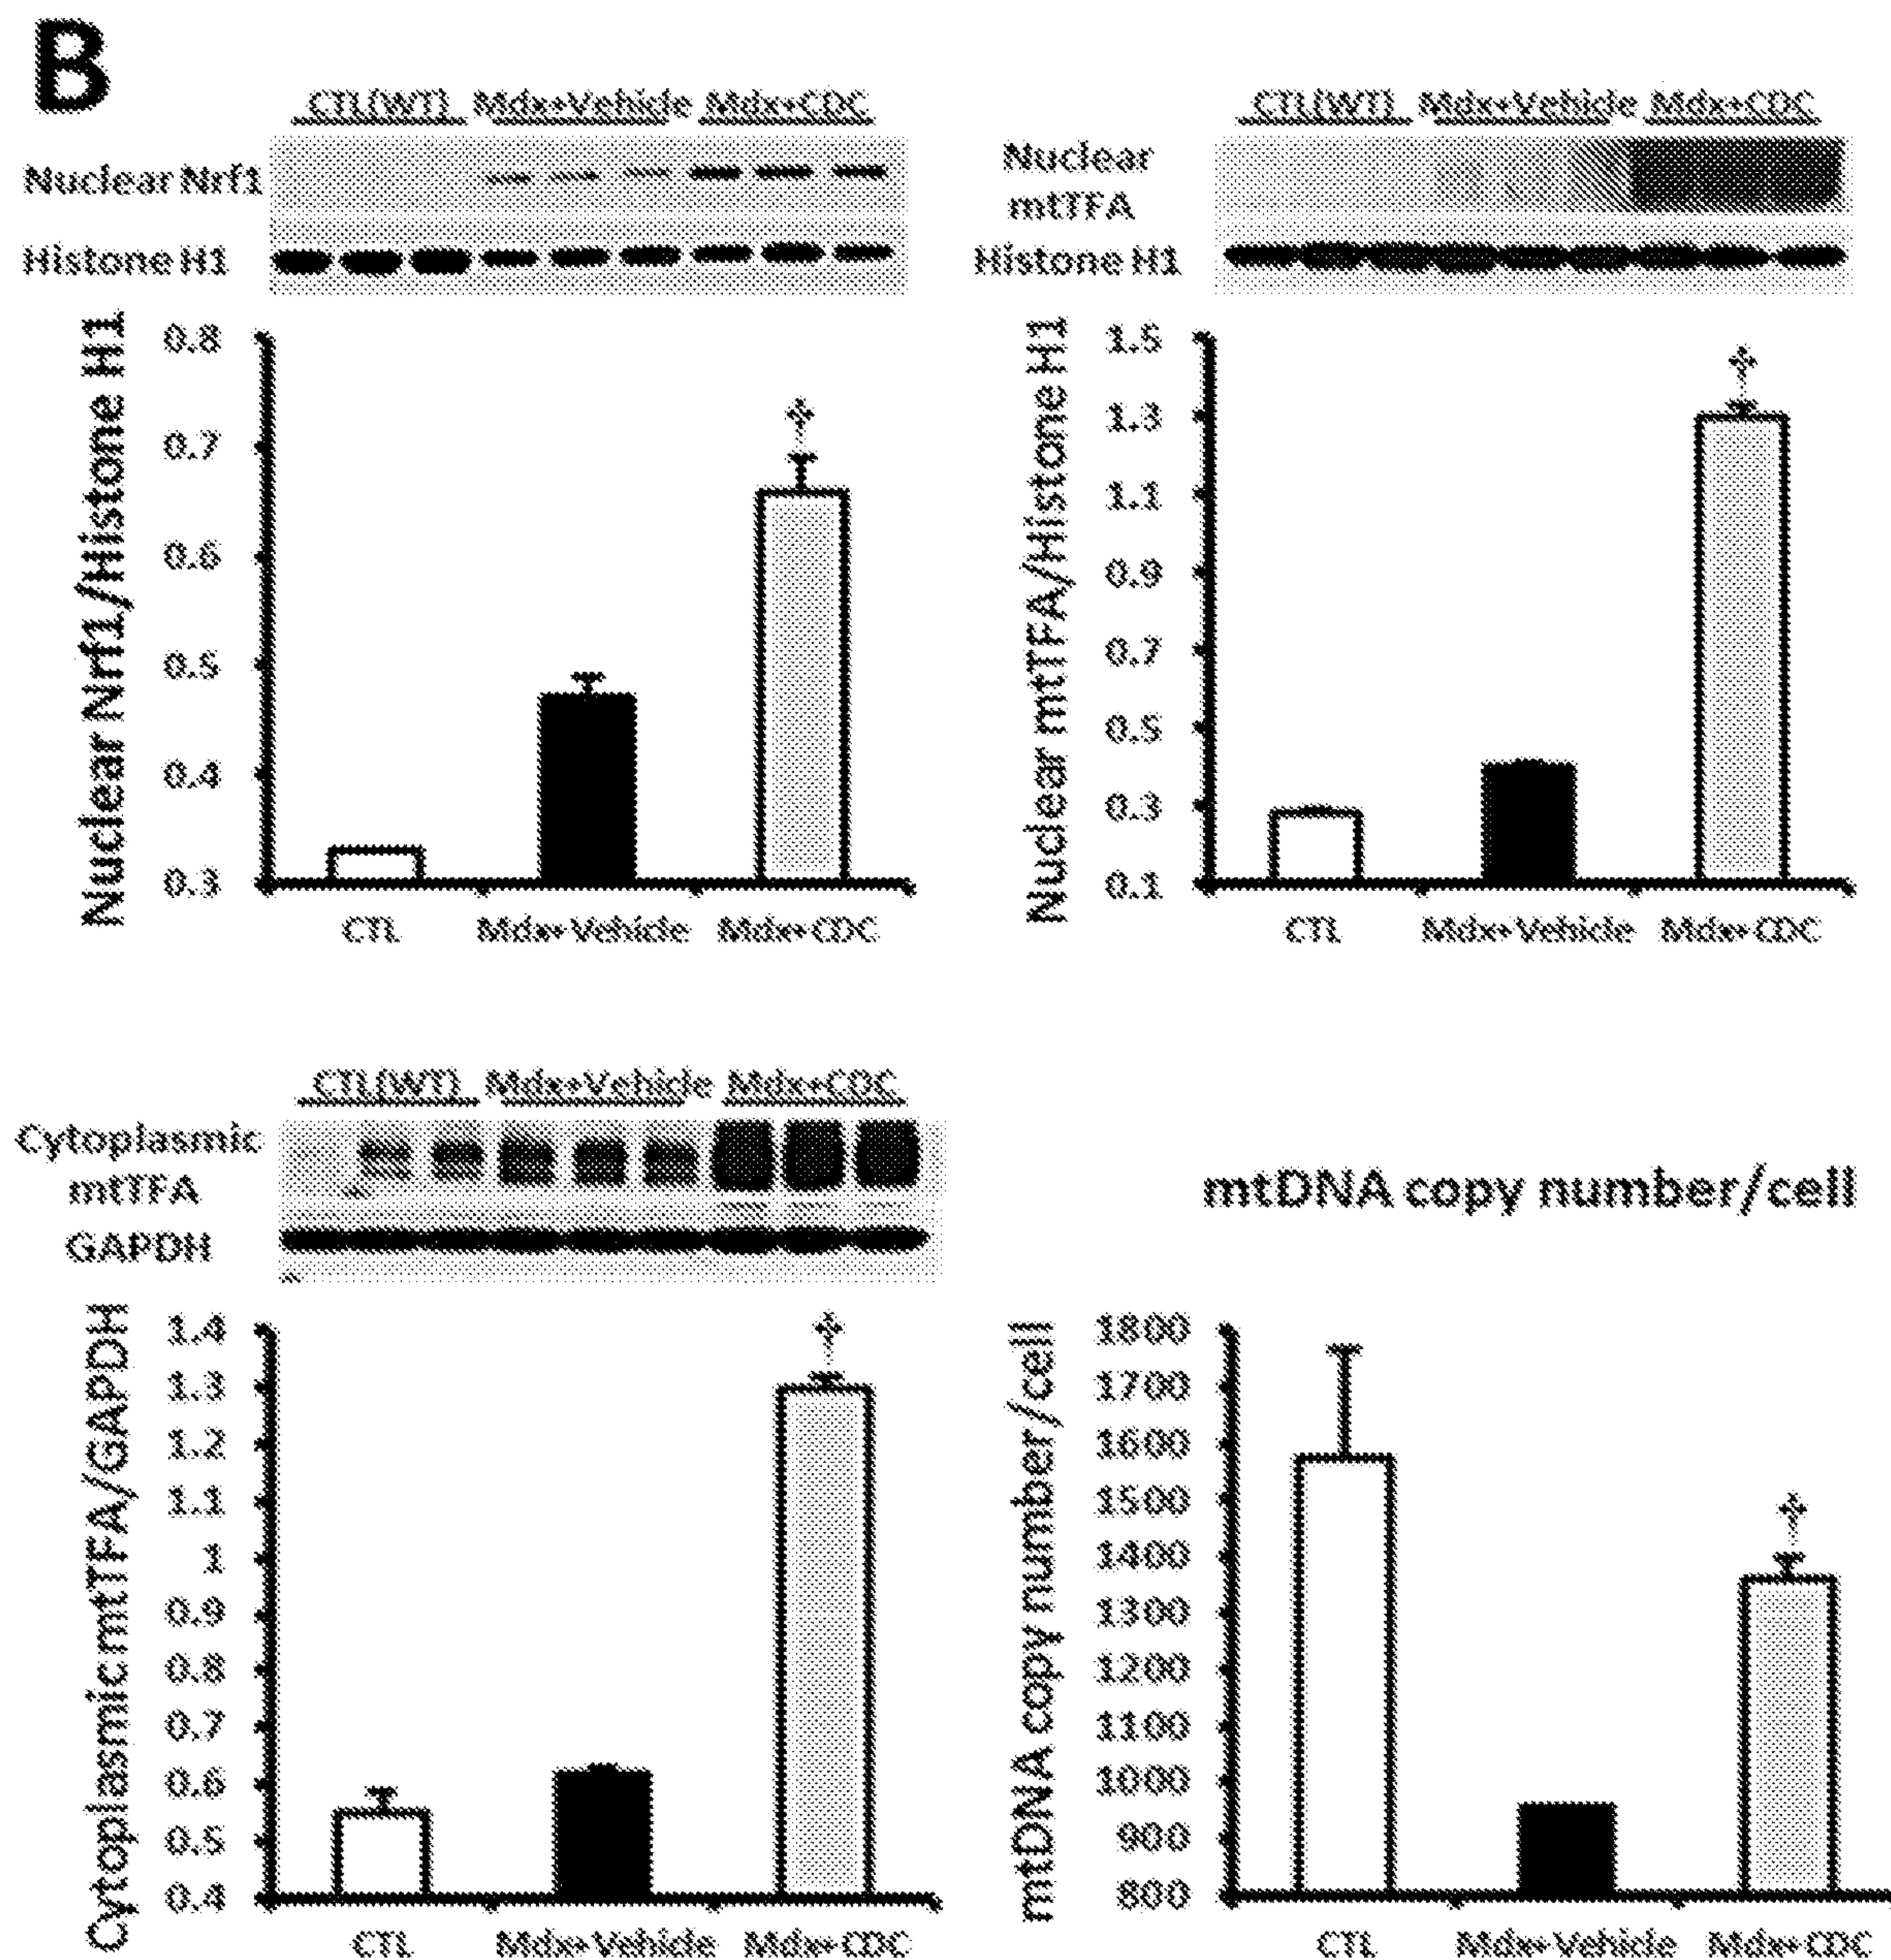 B
CTL(WT) Mdx+Vehicle Mdx+CDC
Nuclear Nrf1
Histone H1
Nuclear Nrf1/Histone H1
0.8
0.7
0.6
0.5
0.4
0.3
†
CTL Mdx+Vehicle Mdx+CDC
CTL(WT) Mdx+Vehicle Mdx+CDC
Nuclear
mtTFA
Histone H1
Nuclear mtTFA/Histone H1
1.5
1.3
1.1
0.9
0.7
0.5
0.3
0.1
†
CTL Mdx+Vehicle Mdx+CDC
CTL(WT) Mdx+Vehicle Mdx+CDC
Cytoplasmic
mtTFA
GAPDH
Cytoplasmic mtTFA/GAPDH
1.4
1.3
1.2
1.1
1
0.9
0.8
0.7
0.6
0.5
0.4
†
CTL Mdx+Vehicle Mdx+CDC
mtDNA copy number/cell
mtDNA copy number/cell
1800
1700
1600
1500
1400
1300
1200
1100
1000
900
800
†
CTL Mdx+Vehicle Mdx+CDC